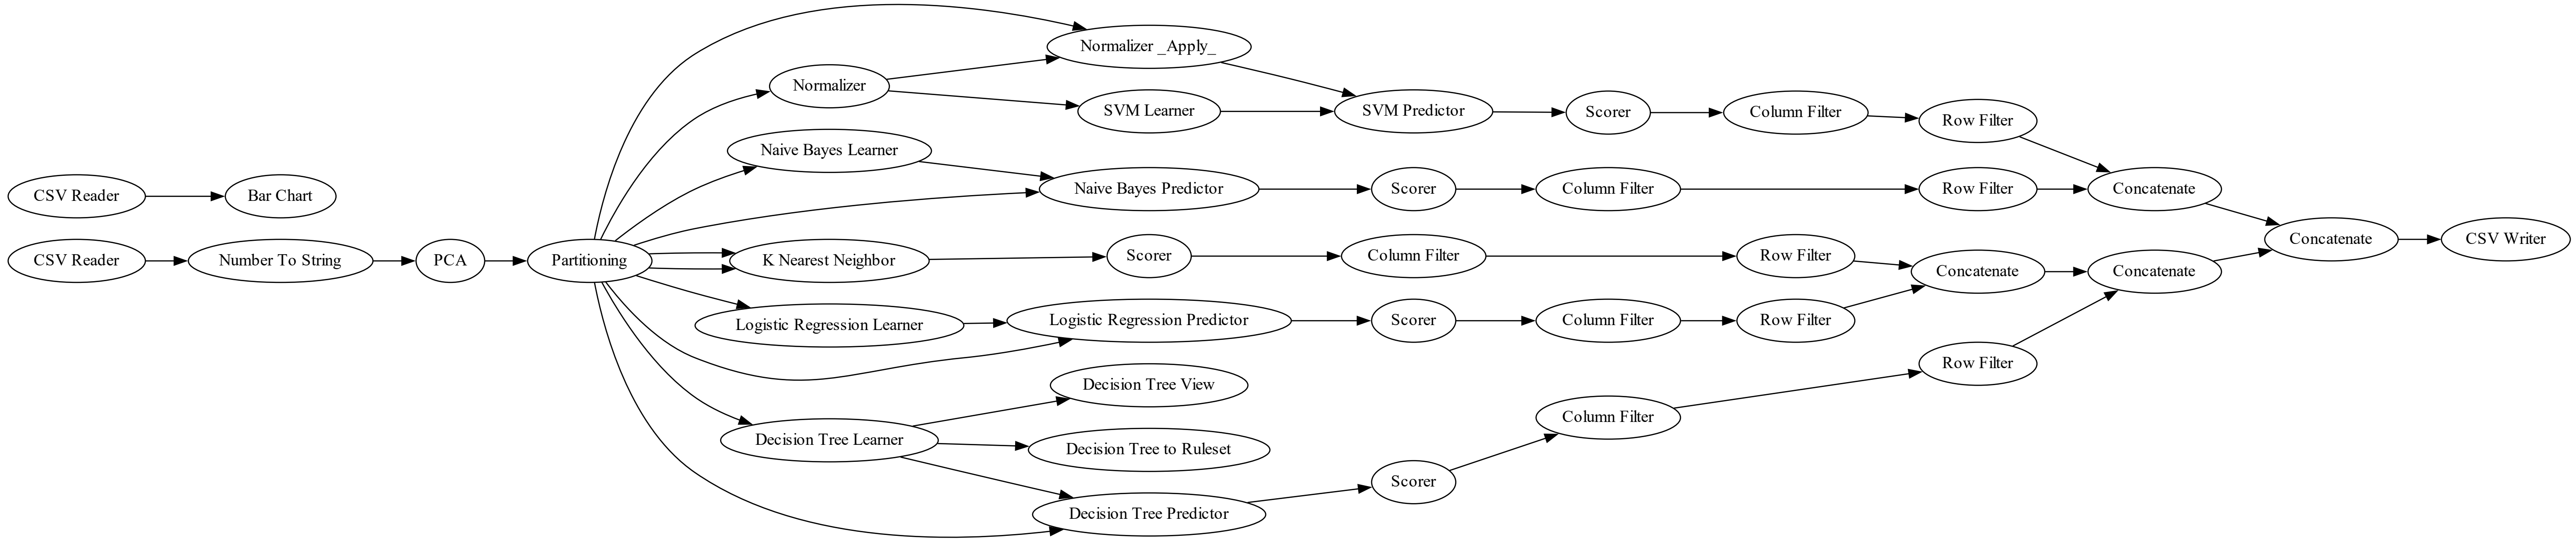 Normalizer _Apply_
Normalizer
SVM Learner
SVM Predictor
Scorer
Column Filter
Row Filter
Naive Bayes Learner
CSV Reader
Bar Chart
Naive Bayes Predictor
Scorer
Column Filter
Row Filter
Concatenate
CSV Reader
Number To String
PCA
Partitioning
K Nearest Neighbor
Scorer
Column Filter
Row Filter
Concatenate
Concatenate
Concatenate
CSV Writer
Logistic Regression Learner
Logistic Regression Predictor
Scorer
Column Filter
Row Filter
Decision Tree View
Row Filter
Decision Tree Learner
Decision Tree to Ruleset
Column Filter
Decision Tree Predictor
Scorer